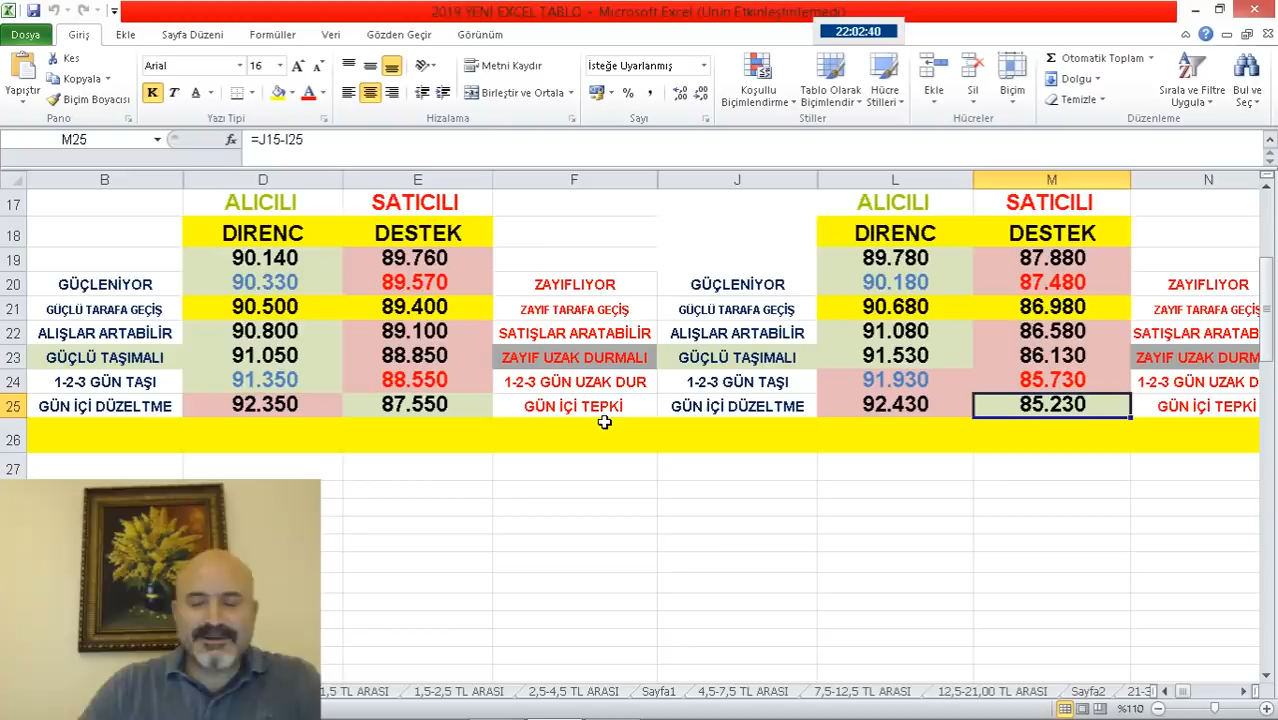 2019 YENİ EXCEL TABLO - Microsoft Excel (Ürün Etkinleştirilemedi)
22:02:40
Dosya Giriş Ekle Sayfa Düzeni Formüller Veri Gözden Geçir Görünüm
Yapıştır
Kes
Kopyala
Biçim Boyacısı
Pano
Arial 16
K T A
Yazı Tipi
Metni Kaydır
Birleştir ve Ortala
Hizalama
İsteğe Uyarlanmış
%
Sayı
Koşullu Biçimlendirme
Tablo Olarak Biçimlendir
Hücre Stilleri
Stiller
Ekle Sil Biçim
Hücreler
Otomatik Toplam
Dolgu
Temizle
Sırala ve Filtre Uygula
Bul ve Seç
Düzenleme
M25 fx =J15-I25
B D E F J L M N
17 ALICILI SATICILI ALICILI SATICILI
18 DIRENC DESTEK DIRENC DESTEK
19 90.140 89.760 89.780 87.880
20 GÜÇLENİYOR 90.330 89.570 ZAYIFLIYOR GÜÇLENİYOR 90.180 87.480 ZAYIFLIYOR
21 GÜÇLÜ TARAFA GEÇİŞ 90.500 89.400 ZAYIF TARAFA GEÇİŞ GÜÇLÜ TARAFA GEÇİŞ 90.680 86.980 ZAYIF TARAFA GEÇİŞ
22 ALIŞLAR ARTABİLİR 90.800 89.100 SATIŞLAR ARATABİLİR ALIŞLAR ARTABİLİR 91.080 86.580 SATIŞLAR ARATAB
23 GÜÇLÜ TAŞIMALI 91.050 88.850 ZAYIF UZAK DURMALI GÜÇLÜ TAŞIMALI 91.530 86.130 ZAYIF UZAK DURM
24 1-2-3 GÜN TAŞI 91.350 88.550 1-2-3 GÜN UZAK DUR 1-2-3 GÜN TAŞI 91.930 85.730 1-2-3 GÜN UZAK D
25 GÜN İÇİ DÜZELTME 92.350 87.550 GÜN İÇİ TEPKİ GÜN İÇİ DÜZELTME 92.430 85.230 GÜN İÇİ TEPKİ
26
27
1,5 TL ARASI 1,5-2,5 TL ARASI 2,5-4,5 TL ARASI Sayfa1 4,5-7,5 TL ARASI 7,5-12,5 TL ARASI 12,5-21,00 TL ARASI Sayfa2 21-3
%110